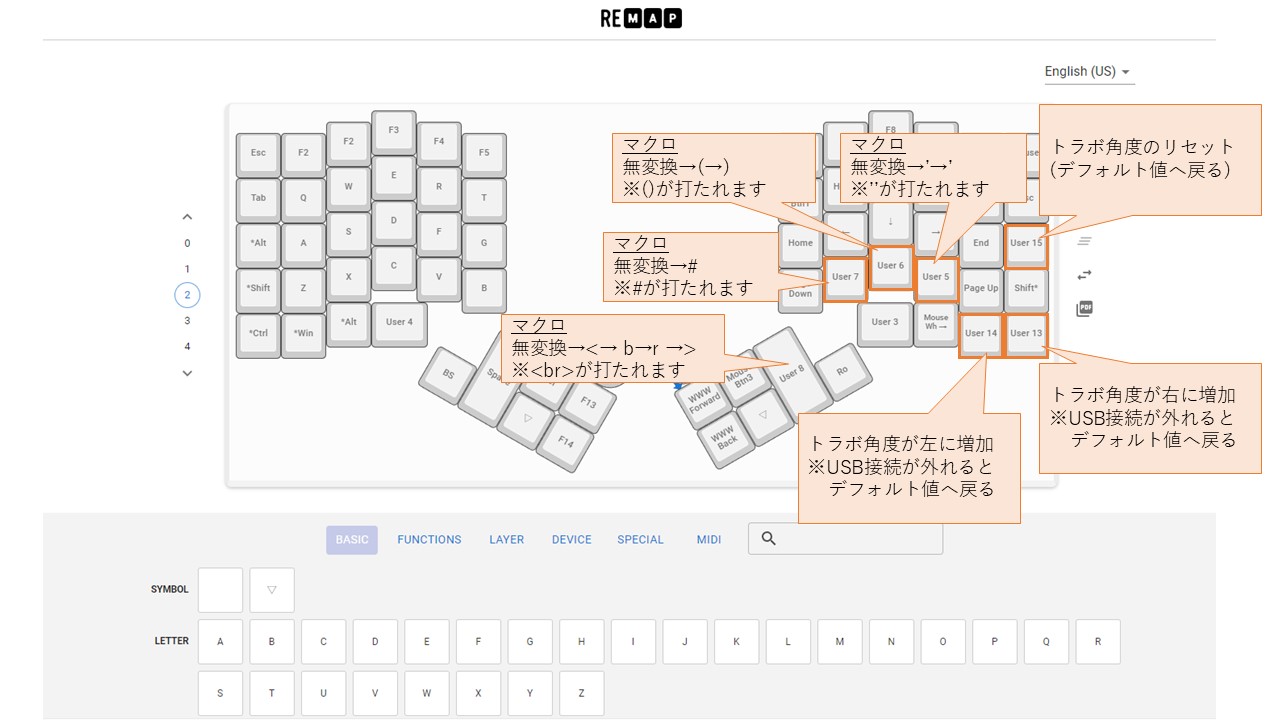 REMAP
English (US)
0
1
2
3
4
Esc
F2
F2
F3
F4
F5
Tab
Q
W
E
R
T
*Alt
A
S
D
F
G
*Shift
Z
X
C
V
B
*Ctrl
*Win
*Alt
User 4
BS
F13
F14
▽
F8
Home
↓
→
End
User 15
Down
User 7
User 6
User 5
Page Up
Shift*
User 3
Mouse
Wh →
User 14
User 13
WWW
Forward
Btn3
User 8
Ro
WWW
Back
◁
マクロ
無変換→(→)
※()が打たれます
マクロ
無変換→’→’
※’’が打たれます
トラボ角度のリセット
(デフォルト値へ戻る)
マクロ
無変換→#
※#が打たれます
マクロ
無変換→<→ b→r →>
※<br>が打たれます
トラボ角度が左に増加
※USB接続が外れると
デフォルト値へ戻る
トラボ角度が右に増加
※USB接続が外れると
デフォルト値へ戻る
PDF
BASIC FUNCTIONS LAYER DEVICE SPECIAL MIDI
SYMBOL ▽
LETTER A B C D E F G H I J K L M N O P Q R
S T U V W X Y Z